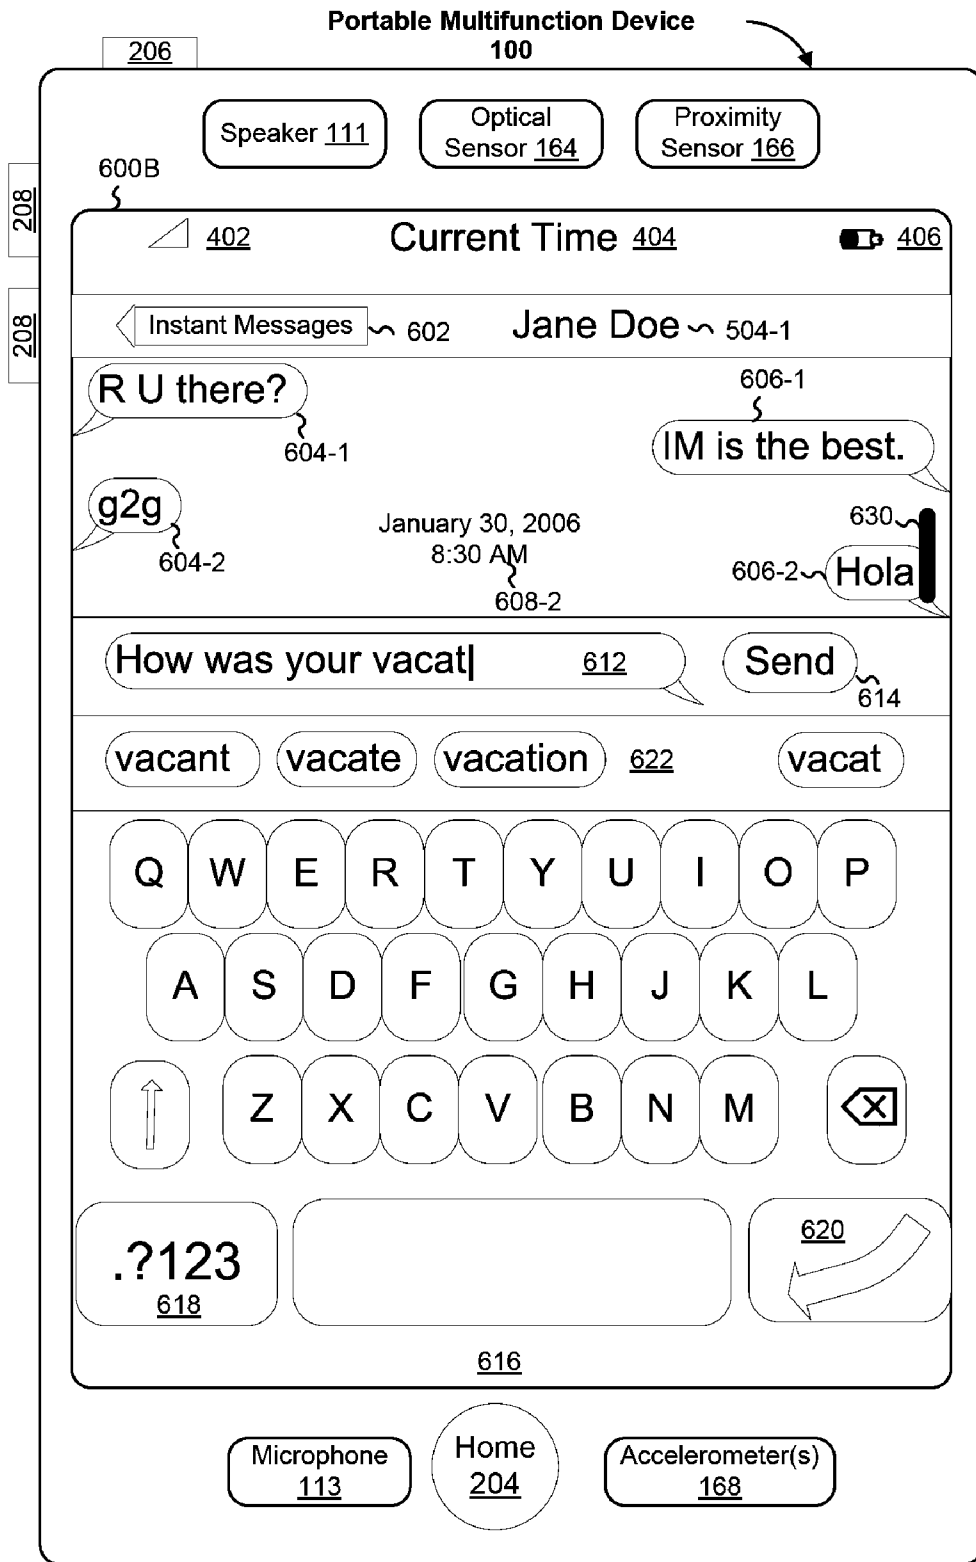 Portable Multifunction Device
100
206
Speaker 111
Optical
Sensor 164
Proximity
Sensor 166
208
208
600B
402
Current Time 404
406
Instant Messages
602
Jane Doe
504-1
R U there?
604-1
606-1
IM is the best.
g2g
604-2
January 30, 2006
8:30 AM
608-2
630
606-2
Hola
How was your vacat
612
Send
614
vacant
vacate
vacation
622
vacat
Q W E R T Y U I O P
A S D F G H J K L
Z X C V B N M
.?123
618
620
616
Microphone
113
Home
204
Accelerometer(s)
168